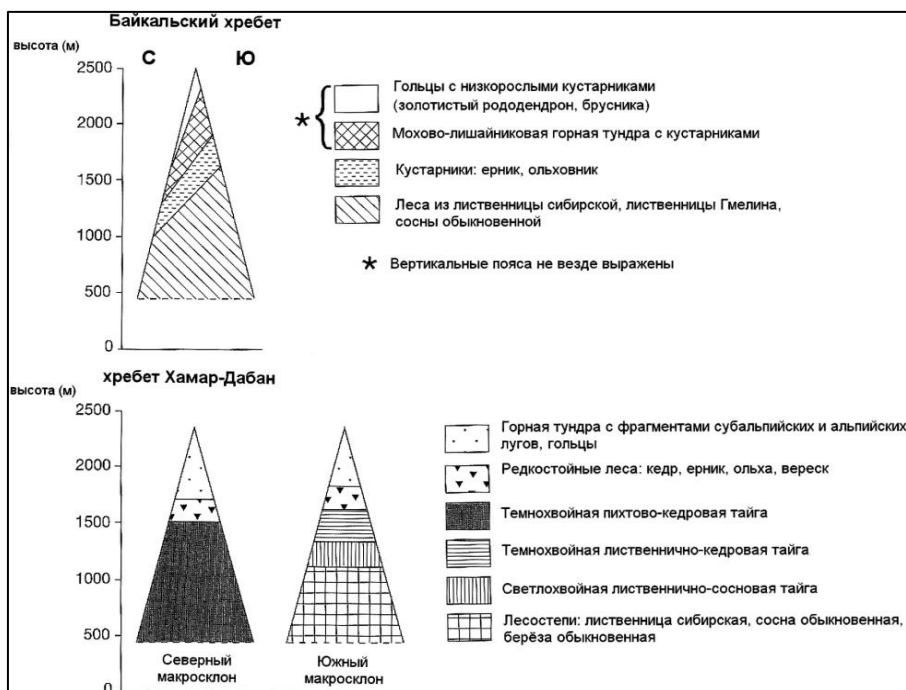 Байкальский хребет
высота (м)
С Ю
2500
2000
1500
1000
500
0
Гольцы с низкорослыми кустарниками
(золотистый рододендрон, брусника)
*
Мохово-лишайниковая горная тундра с кустарниками
Кустарники: ерник, ольховник
Леса из лиственницы сибирской, лиственницы Гмелина,
сосны обыкновенной
* Вертикальные пояса не везде выражены
хребет Хамар-Дабан
высота (м)
2500
2000
1500
1000
500
0
Северный
макросклон
Южный
макросклон
Горная тундра с фрагментами субальпийских и альпийских
лугов, гольцы
Редкостойные леса: кедр, ерник, ольха, вереск
Темнохвойная пихтово-кедровая тайга
Темнохвойная лиственнично-кедровая тайга
Светлохвойная лиственнично-сосновая тайга
Лесостепи: лиственница сибирская, сосна обыкновенная,
берёза обыкновенная